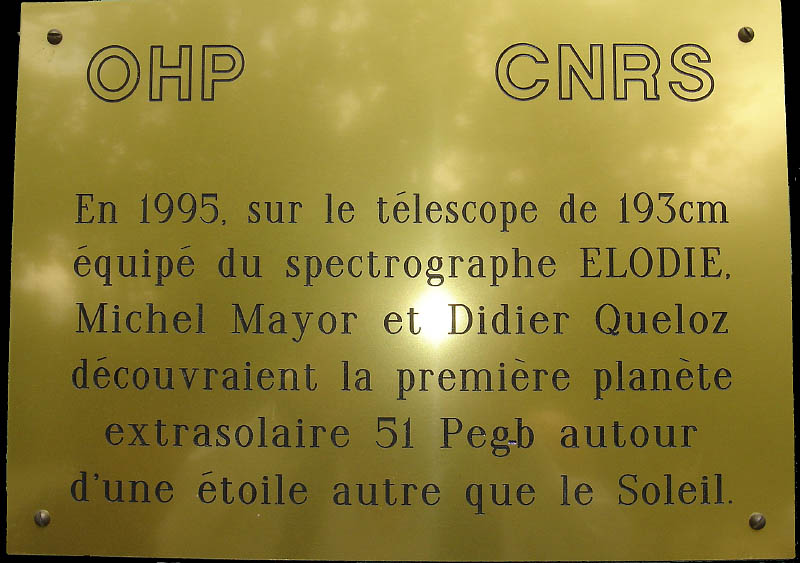 OHP CNRS
En 1995, sur le télescope de 193cm
équipé du spectrographe ELODIE,
Michel Mayor et Didier Queloz
découvraient la première planète
extrasolaire 51 Pegb autour
d'une étoile autre que le Soleil.